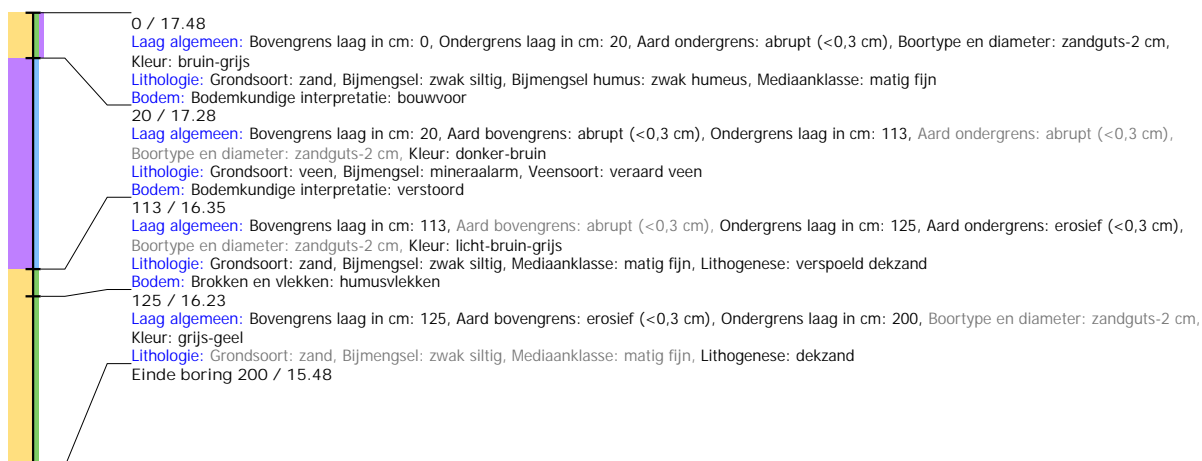 0 / 17.48
Laag algemeen: Bovengrens laag in cm: 0, Ondergrens laag in cm: 20, Aard ondergrens: abrupt (<0,3 cm), Boortype en diameter: zandguts-2 cm,
Kleur: bruin-grijs
Lithologie: Grondsoort: zand, Bijmengsel: zwak siltig, Bijmengsel humus: zwak humeus, Mediaanklasse: matig fijn
Bodem: Bodemkundige interpretatie: bouwvoor
20 / 17.28
Laag algemeen: Bovengrens laag in cm: 20, Aard bovengrens: abrupt (<0,3 cm), Ondergrens laag in cm: 113, Aard ondergrens: abrupt (<0,3 cm),
Boortype en diameter: zandguts-2 cm, Kleur: donker-bruin
Lithologie: Grondsoort: veen, Bijmengsel: mineraalarm, Veensoort: veraard veen
Bodem: Bodemkundige interpretatie: verstoord
113 / 16.35
Laag algemeen: Bovengrens laag in cm: 113, Aard bovengrens: abrupt (<0,3 cm), Ondergrens laag in cm: 125, Aard ondergrens: erosief (<0,3 cm),
Boortype en diameter: zandguts-2 cm, Kleur: licht-bruin-grijs
Lithologie: Grondsoort: zand, Bijmengsel: zwak siltig, Mediaanklasse: matig fijn, Lithogenese: verspoeld dekzand
Bodem: Brokken en vlekken: humusvlekken
125 / 16.23
Laag algemeen: Bovengrens laag in cm: 125, Aard bovengrens: erosief (<0,3 cm), Ondergrens laag in cm: 200, Boortype en diameter: zandguts-2 cm,
Kleur: grijs-geel
Lithologie: Grondsoort: zand, Bijmengsel: zwak siltig, Mediaanklasse: matig fijn, Lithogenese: dekzand
Einde boring 200 / 15.48